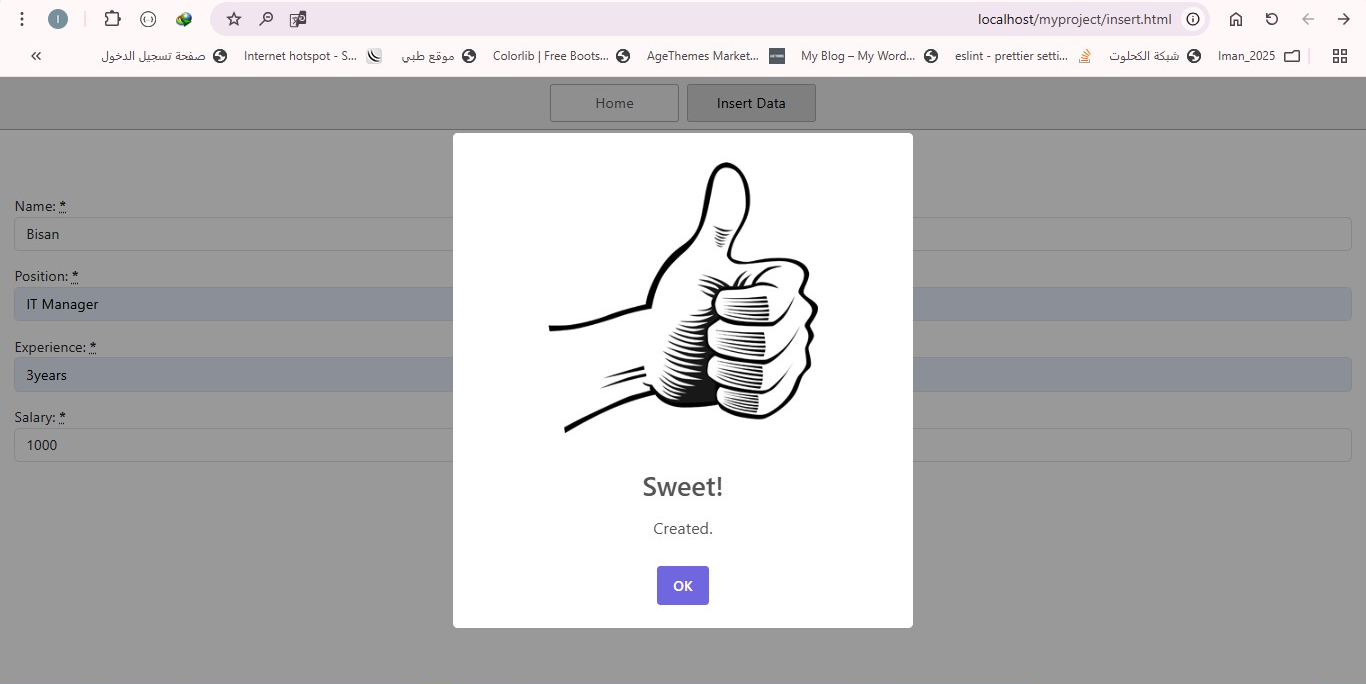 I
localhost/myproject/insert.html
صفحة تسجيل الدخول
Internet hotspot - S...
موقع طبي
Colorlib | Free Boots...
AgeThemes Market...
My Blog – My Word...
eslint - prettier setti...
شبكة الكحلوت
Iman_2025
Home
Insert Data
Name: *
Bisan
Position: *
IT Manager
Experience: *
3years
Salary: *
1000
Sweet!
Created.
OK